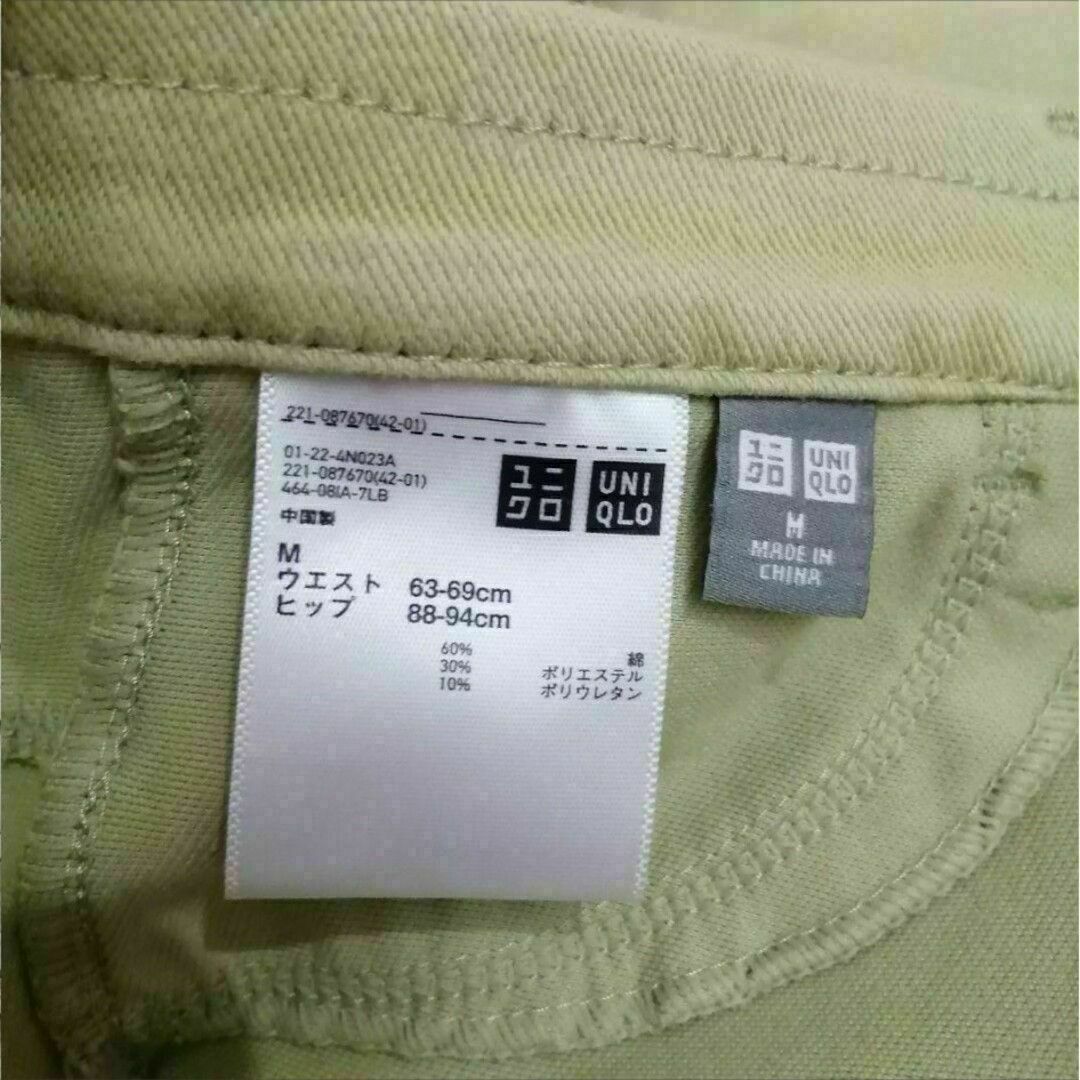 221-087670(42-01)
01-22-4N023A
221-087670(42-01)
464-08IA-7LB
中国製
ユニ
クロ
UNI
QLO
M
ウエスト 63-69cm
ヒップ 88-94cm
60% 綿
30% ポリエステル
10% ポリウレタン
ユニ
クロ
UNI
QLO
M
MADE IN
CHINA